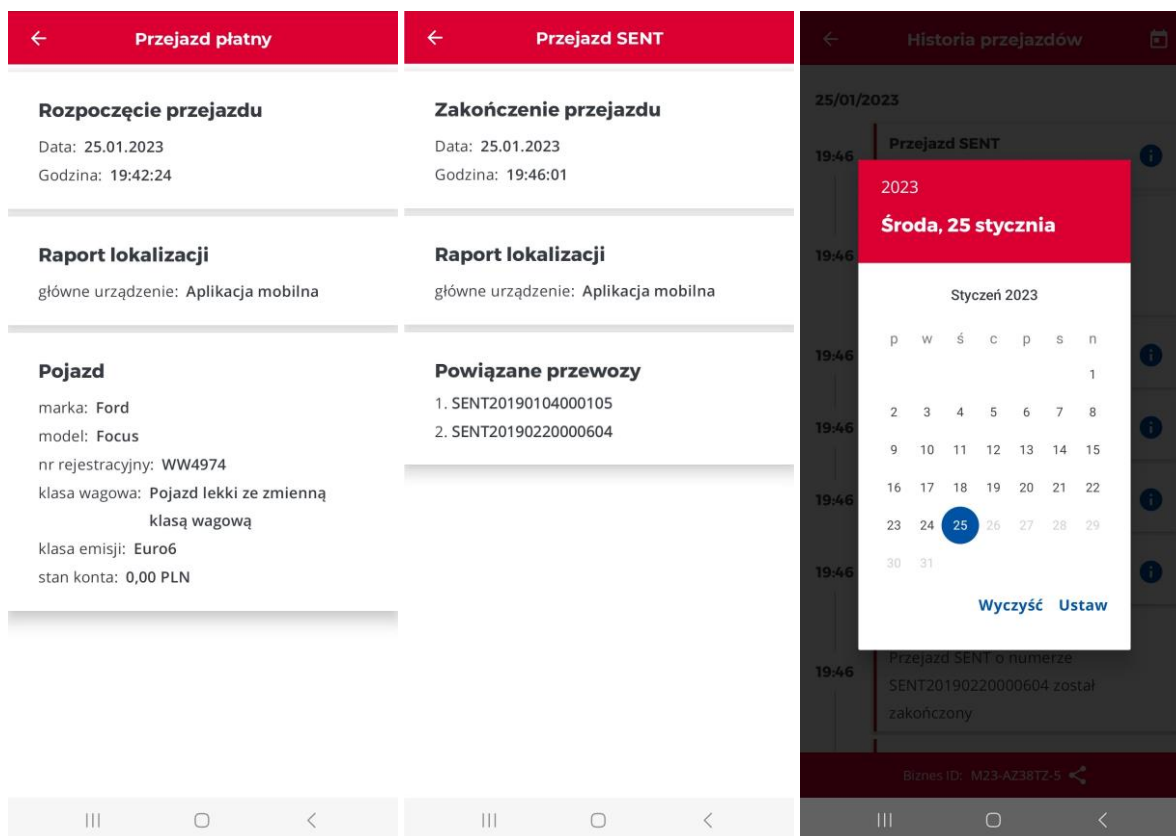 Przejazd płatny
Rozpoczęcie przejazdu
Data: 25.01.2023
Godzina: 19:42:24
Raport lokalizacji
główne urządzenie: Aplikacja mobilna
Pojazd
marka: Ford
model: Focus
nr rejestracyjny: WW4974
klasa wagowa: Pojazd lekki ze zmienną
klasą wagową
klasa emisji: Euro6
stan konta: 0,00 PLN
Przejazd SENT
Zakończenie przejazdu
Data: 25.01.2023
Godzina: 19:46:01
Raport lokalizacji
główne urządzenie: Aplikacja mobilna
Powiązane przewozy
1. SENT20190104000105
2. SENT20190220000604
Historia przejazdów
25/01/2023
19:46 Przejazd SENT
2023
Środa, 25 stycznia
19:46
Styczeń 2023
19:46 p w ś c p s n
1
19:46 2 3 4 5 6 7 8
9 10 11 12 13 14 15
19:46 16 17 18 19 20 21 22
23 24 25 26 27 28 29
19:46 30 31
Wyczyść Ustaw
19:46 Przejazd SENT o numerze
SENT20190220000604 został
zakończony
Biznes ID: M23-AZ38TZ-5